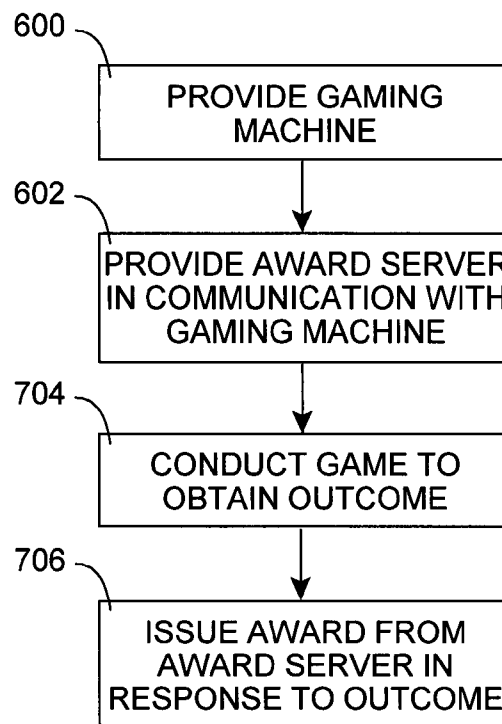 600
PROVIDE GAMING
MACHINE
602
PROVIDE AWARD SERVER
IN COMMUNICATION WITH
GAMING MACHINE
704
CONDUCT GAME TO
OBTAIN OUTCOME
706
ISSUE AWARD FROM
AWARD SERVER IN
RESPONSE TO OUTCOME